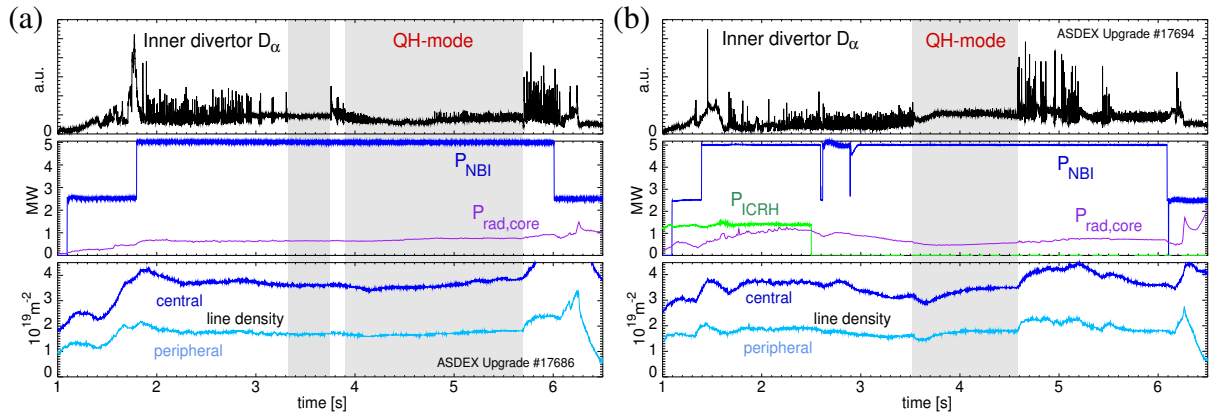 (a)
Inner divertor Dα
QH-mode
a.u.
0
5
4
3
2
1
0
MW
P_NBI
P_rad,core
4
3
2
1
0
10^19 m^-2
central
line density
peripheral
ASDEX Upgrade #17686
1 2 3 4 5 6
time [s]
(b)
Inner divertor Dα
QH-mode
ASDEX Upgrade #17694
a.u.
0
5
4
3
2
1
0
MW
P_NBI
P_ICRH
P_rad,core
4
3
2
1
0
10^19 m^-2
central
line density
peripheral
1 2 3 4 5 6
time [s]